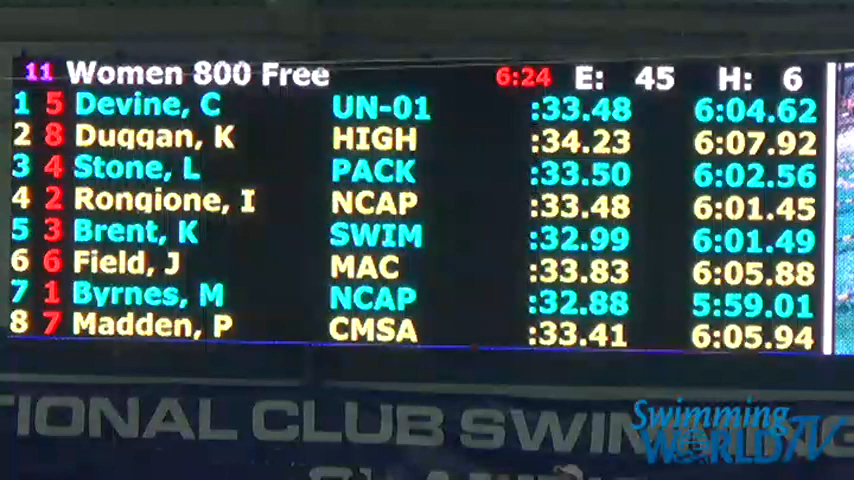 11 Women 800 Free 6:24 E: 45 H: 6
1 5 Devine, C UN-01 :33.48 6:04.62
2 8 Duggan, K HIGH :34.23 6:07.92
3 4 Stone, L PACK :33.50 6:02.56
4 2 Rongione, I NCAP :33.48 6:01.45
5 3 Brent, K SWIM :32.99 6:01.49
6 6 Field, J MAC :33.83 6:05.88
7 1 Byrnes, M NCAP :32.88 5:59.01
8 7 Madden, P CMSA :33.41 6:05.94
TIONAL CLUB SWIMMING
Swimming
WORLD TV